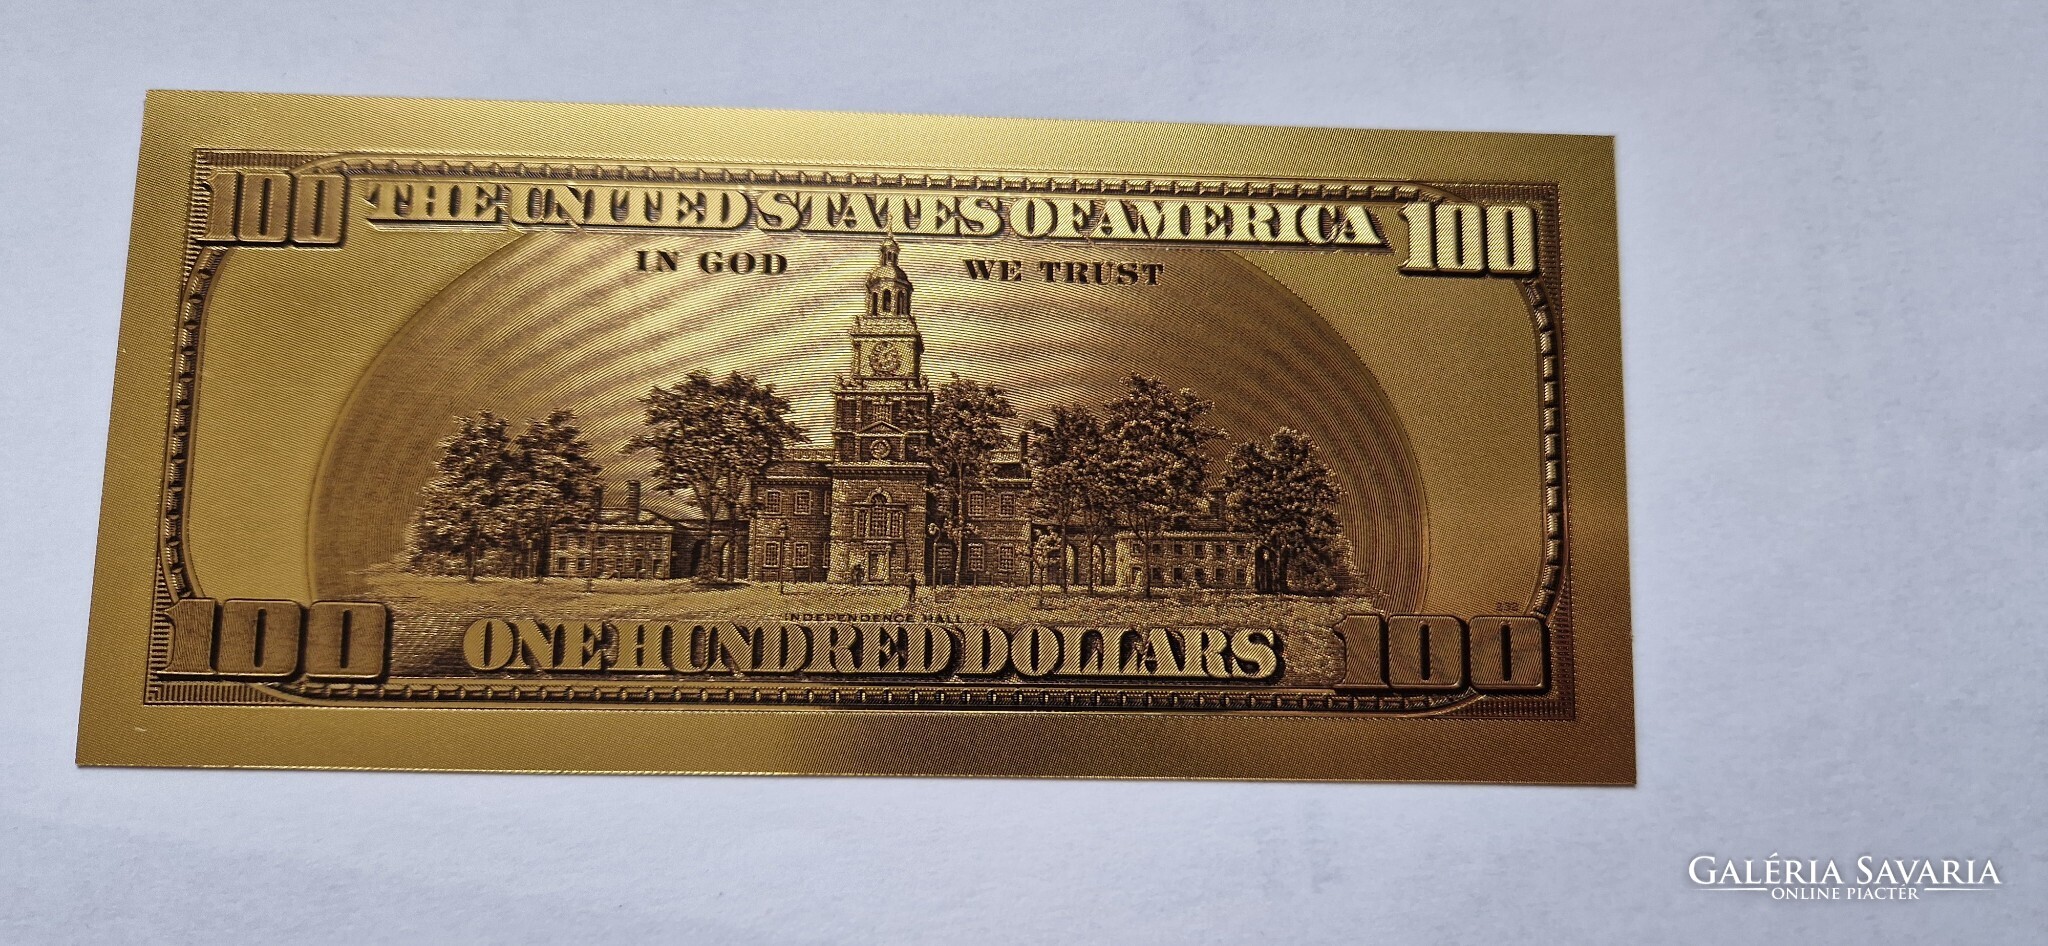 100 THE UNITED STATES OF AMERICA 100
IN GOD WE TRUST
INDEPENDENCE HALL
232
100 ONE HUNDRED DOLLARS 100
GALÉRIA SAVARIA
ONLINE PIACTÉR